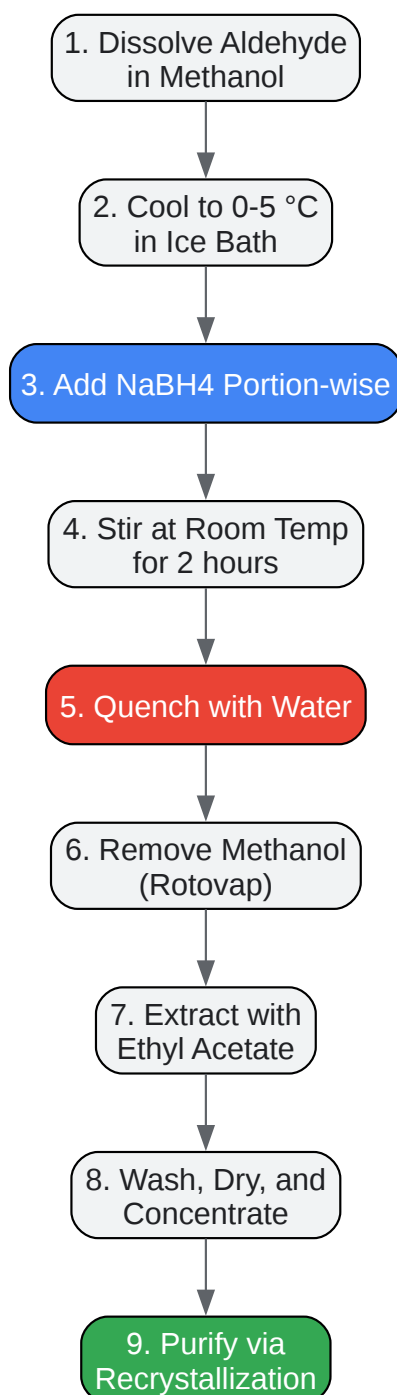 1. Dissolve Aldehyde
in Methanol
2. Cool to 0-5 °C
in Ice Bath
3. Add NaBH4 Portion-wise
4. Stir at Room Temp
for 2 hours
5. Quench with Water
6. Remove Methanol
(Rotovap)
7. Extract with
Ethyl Acetate
8. Wash, Dry, and
Concentrate
9. Purify via
Recrystallization